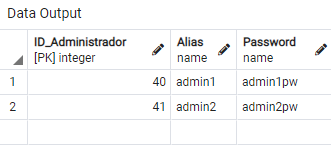 Data Output
ID_Administrador Alias Password
[PK] integer name name
1 40 admin1 admin1pw
2 41 admin2 admin2pw